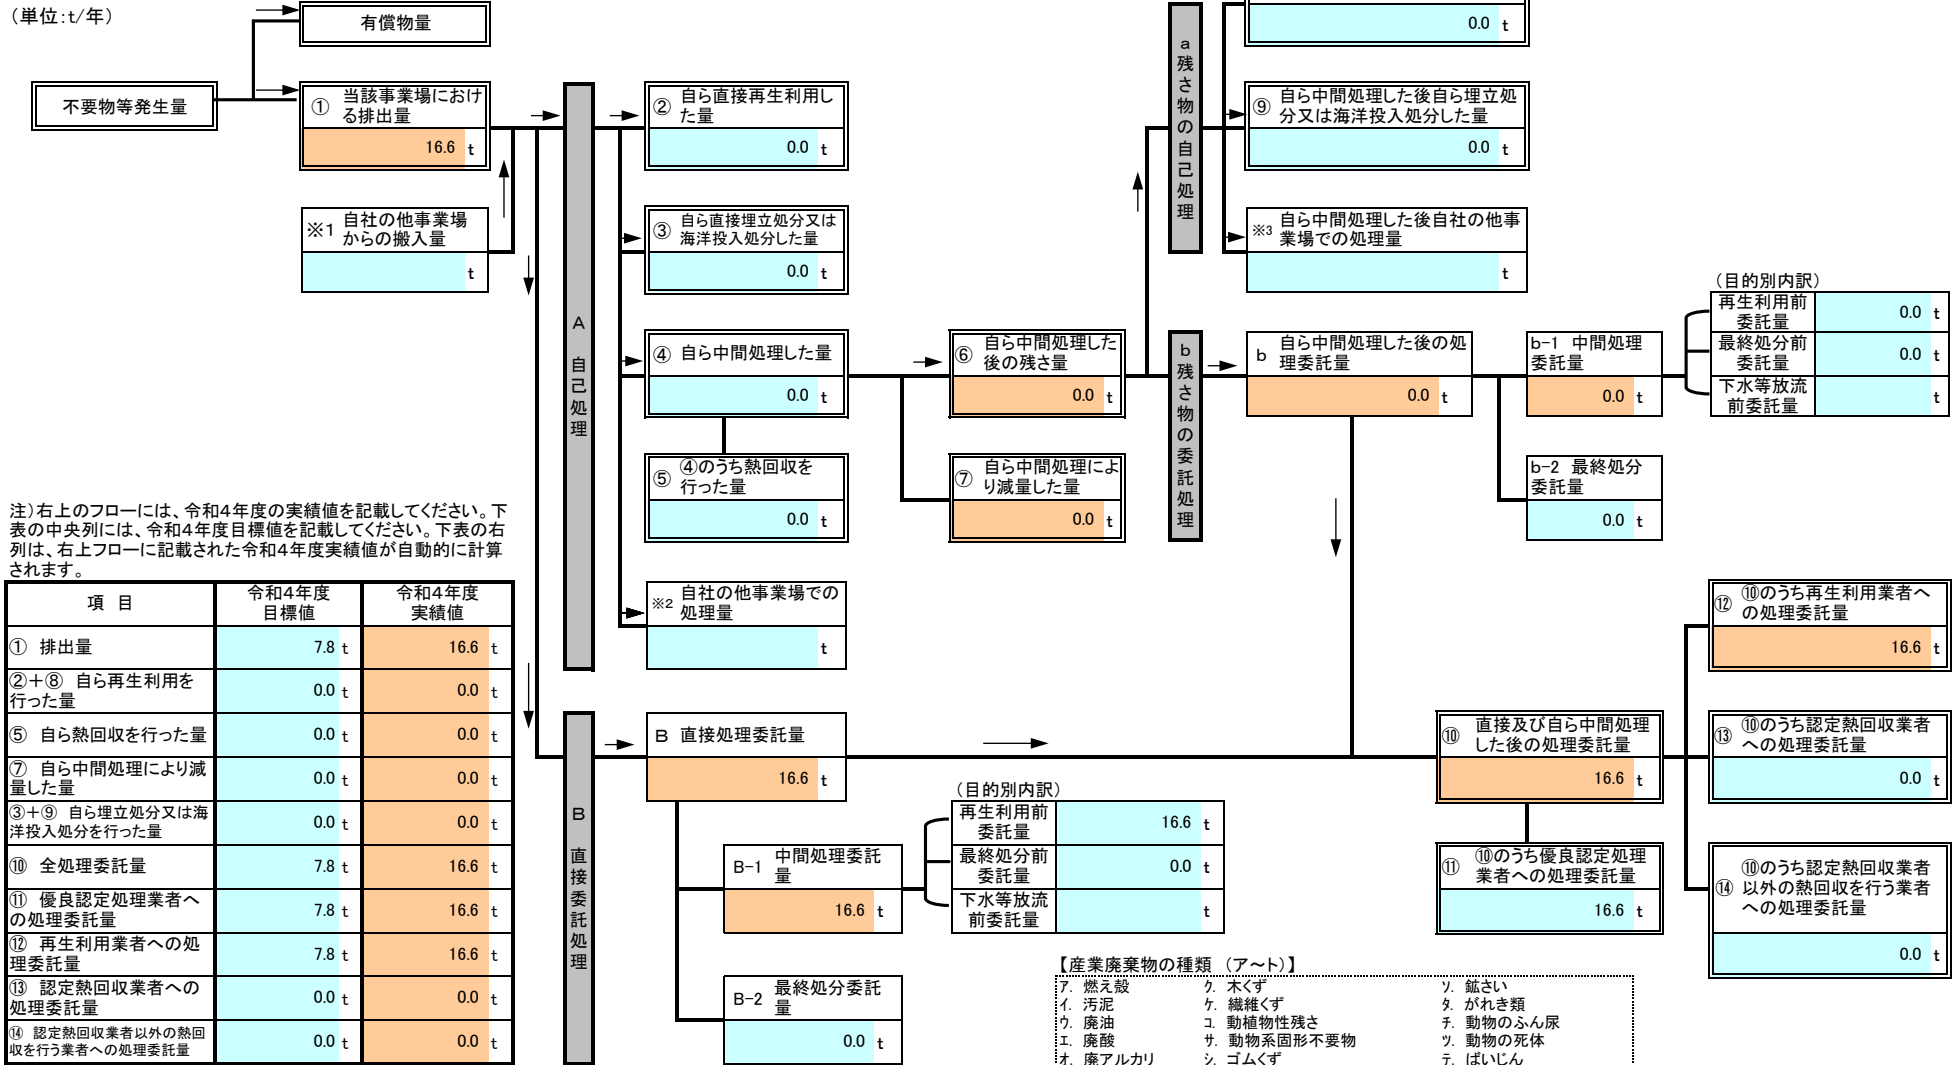 （単位：t/年）
有償物量
不要物等発生量
① 当該事業場におけ
る排出量
16.6 t
※1 自社の他事業場
からの搬入量
t
A 自己処理
② 自ら直接再生利用し
た量
0.0 t
③ 自ら直接埋立処分又は
海洋投入処分した量
0.0 t
④ 自ら中間処理した量
0.0 t
⑤ ④のうち熱回収を
行った量
0.0 t
※2 自社の他事業場での
処理量
t
⑥ 自ら中間処理した
後の残さ量
0.0 t
⑦ 自ら中間処理によ
り減量した量
0.0 t
a 残さ物の自己処理
0.0 t
⑨ 自ら中間処理した後自ら埋立処
分又は海洋投入処分した量
0.0 t
※3 自ら中間処理した後自社の他事
業場での処理量
t
b 残さ物の委託処理
b 自ら中間処理した後の処
理委託量
0.0 t
b-1 中間処理
委託量
0.0 t
b-2 最終処分
委託量
0.0 t
（目的別内訳）
再生利用前
委託量
0.0 t
最終処分前
委託量
0.0 t
下水等放流
前委託量
t
注）右上のフローには、令和4年度の実績値を記載してください。下
表の中央列には、令和4年度目標値を記載してください。下表の右
列は、右上フローに記載された令和4年度実績値が自動的に計算
されます。
項 目 令和4年度 目標値 令和4年度 実績値
① 排出量 7.8 t 16.6 t
②＋⑧ 自ら再生利用を
行った量 0.0 t 0.0 t
⑤ 自ら熱回収を行った量 0.0 t 0.0 t
⑦ 自ら中間処理により減
量した量 0.0 t 0.0 t
③＋⑨ 自ら埋立処分又は海
洋投入処分を行った量 0.0 t 0.0 t
⑩ 全処理委託量 7.8 t 16.6 t
⑪ 優良認定処理業者へ
の処理委託量 7.8 t 16.6 t
⑫ 再生利用業者への処
理委託量 7.8 t 16.6 t
⑬ 認定熱回収業者への
処理委託量 0.0 t 0.0 t
⑭ 認定熱回収業者以外の熱回
収を行う業者への処理委託量 0.0 t 0.0 t
B 直接委託処理
B 直接処理委託量
16.6 t
B-1 中間処理委託
量
16.6 t
B-2 最終処分委託
量
0.0 t
（目的別内訳）
再生利用前
委託量
16.6 t
最終処分前
委託量
0.0 t
下水等放流
前委託量
t
⑩ 直接及び自ら中間処理
した後の処理委託量
16.6 t
⑪ ⑩のうち優良認定処理
業者への処理委託量
16.6 t
⑫ ⑩のうち再生利用業者へ
の処理委託量
16.6 t
⑬ ⑩のうち認定熱回収業者
への処理委託量
0.0 t
⑭ ⑩のうち認定熱回収業者
以外の熱回収を行う業者
への処理委託量
0.0 t
【産業廃棄物の種類 （ア～ト）】
ア. 燃え殻 ク. 木くず ソ. 鉱さい
イ. 汚泥 ケ. 繊維くず タ. がれき類
ウ. 廃油 コ. 動植物性残さ チ. 動物のふん尿
エ. 廃酸 サ. 動物系固形不要物 ツ. 動物の死体
オ. 廃アルカリ シ. ゴムくず テ. ばいじん